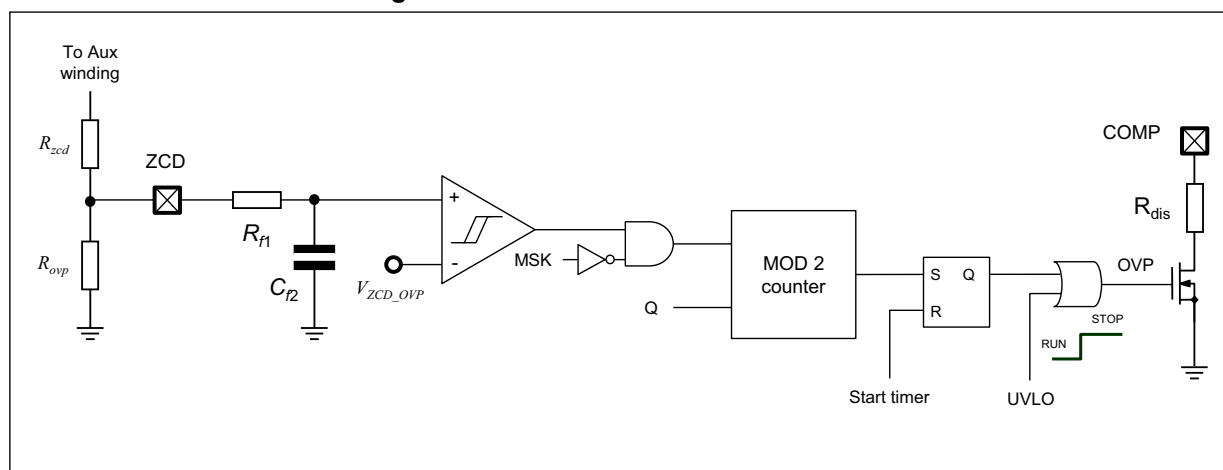 To Aux
winding
R_zcd
ZCD
R_ovp
R_f1
C_f2
+
-
V_ZCD_OVP
MSK
Q
MOD 2
counter
S Q
R
Start timer
UVLO
RUN
STOP
OVP
COMP
R_dis